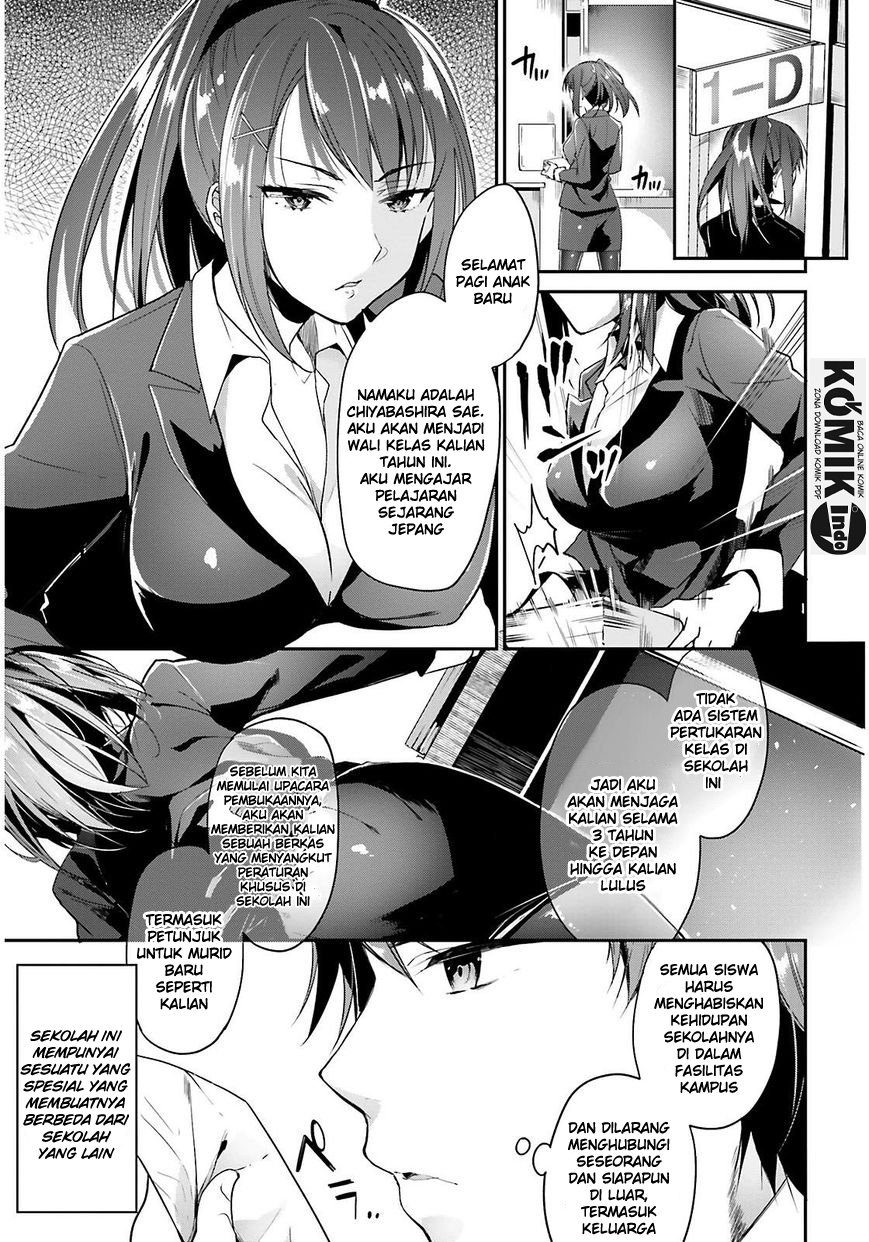 1-D
カッ
カッ
SELAMAT
PAGI ANAK
BARU
NAMAKU ADALAH
CHIYABASHIRA SAE.
AKU AKAN MENJADI
WALI KELAS KALIAN
TAHUN INI.
AKU MENGAJAR
PELAJARAN
SEJARANG
JEPANG
KOMIK
Indo
BACA ONLINE KOMIK
ZONA DOWNLOAD KOMIK PDF
TIDAK
ADA SISTEM
PERTUKARAN
KELAS DI
SEKOLAH
INI
JADI AKU
AKAN MENJAGA
KALIAN SELAMA
3 TAHUN
KE DEPAN
HINGGA KALIAN
LULUS
SEBELUM KITA
MEMULAI UPACARA
PEMBUKAANNYA,
AKU AKAN
MEMBERIKAN KALIAN
SEBUAH BERKAS
YANG MENYANGKUT
PERATURAN
KHUSUS DI
SEKOLAH INI
TERMASUK
PETUNJUK
UNTUK MURID
BARU
SEPERTI
KALIAN
SEMUA SISWA
HARUS
MENGHABISKAN
KEHIDUPAN
SEKOLAHNYA
DI DALAM
FASILITAS
KAMPUS
DAN DILARANG
MENGHUBUNGI
SESEORANG
DAN SIAPAPUN
DI LUAR,
TERMASUK
KELUARGA
SEKOLAH INI
MEMPUNYAI
SESUATU YANG
SPESIAL YANG
MEMBUATNYA
BERBEDA DARI
SEKOLAH
YANG LAIN